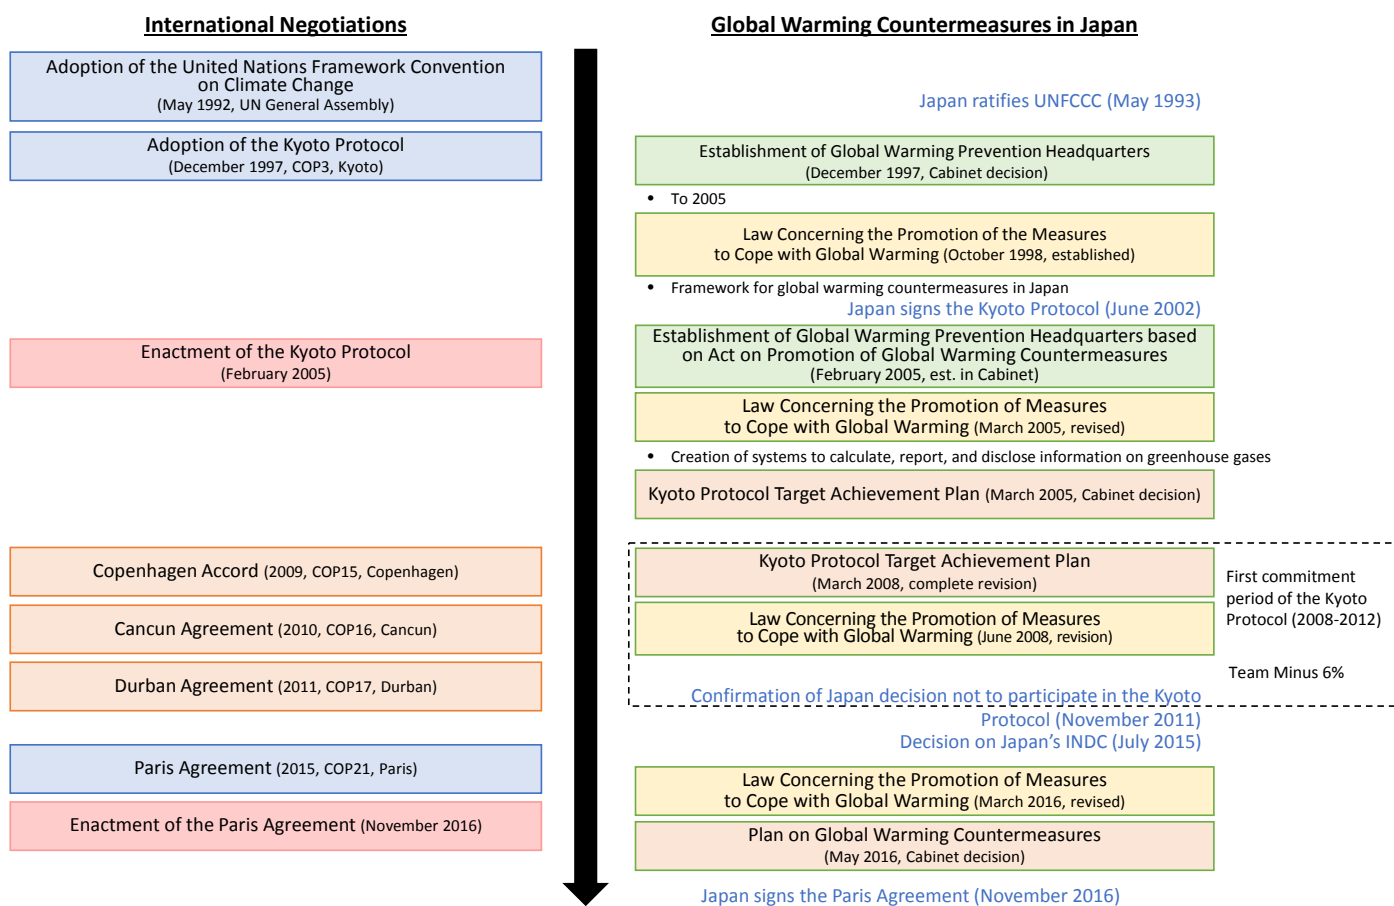 International Negotiations
Adoption of the United Nations Framework Convention
on Climate Change
(May 1992, UN General Assembly)
Adoption of the Kyoto Protocol
(December 1997, COP3, Kyoto)
Enactment of the Kyoto Protocol
(February 2005)
Copenhagen Accord (2009, COP15, Copenhagen)
Cancun Agreement (2010, COP16, Cancun)
Durban Agreement (2011, COP17, Durban)
Paris Agreement (2015, COP21, Paris)
Enactment of the Paris Agreement (November 2016)
Global Warming Countermeasures in Japan
Japan ratifies UNFCCC (May 1993)
Establishment of Global Warming Prevention Headquarters
(December 1997, Cabinet decision)
• To 2005
Law Concerning the Promotion of the Measures
to Cope with Global Warming (October 1998, established)
• Framework for global warming countermeasures in Japan
Japan signs the Kyoto Protocol (June 2002)
Establishment of Global Warming Prevention Headquarters based
on Act on Promotion of Global Warming Countermeasures
(February 2005, est. in Cabinet)
Law Concerning the Promotion of Measures
to Cope with Global Warming (March 2005, revised)
• Creation of systems to calculate, report, and disclose information on greenhouse gases
Kyoto Protocol Target Achievement Plan (March 2005, Cabinet decision)
Kyoto Protocol Target Achievement Plan
(March 2008, complete revision)
Law Concerning the Promotion of Measures
to Cope with Global Warming (June 2008, revision)
First commitment
period of the Kyoto
Protocol (2008-2012)
Team Minus 6%
Confirmation of Japan decision not to participate in the Kyoto
Protocol (November 2011)
Decision on Japan's INDC (July 2015)
Law Concerning the Promotion of Measures
to Cope with Global Warming (March 2016, revised)
Plan on Global Warming Countermeasures
(May 2016, Cabinet decision)
Japan signs the Paris Agreement (November 2016)